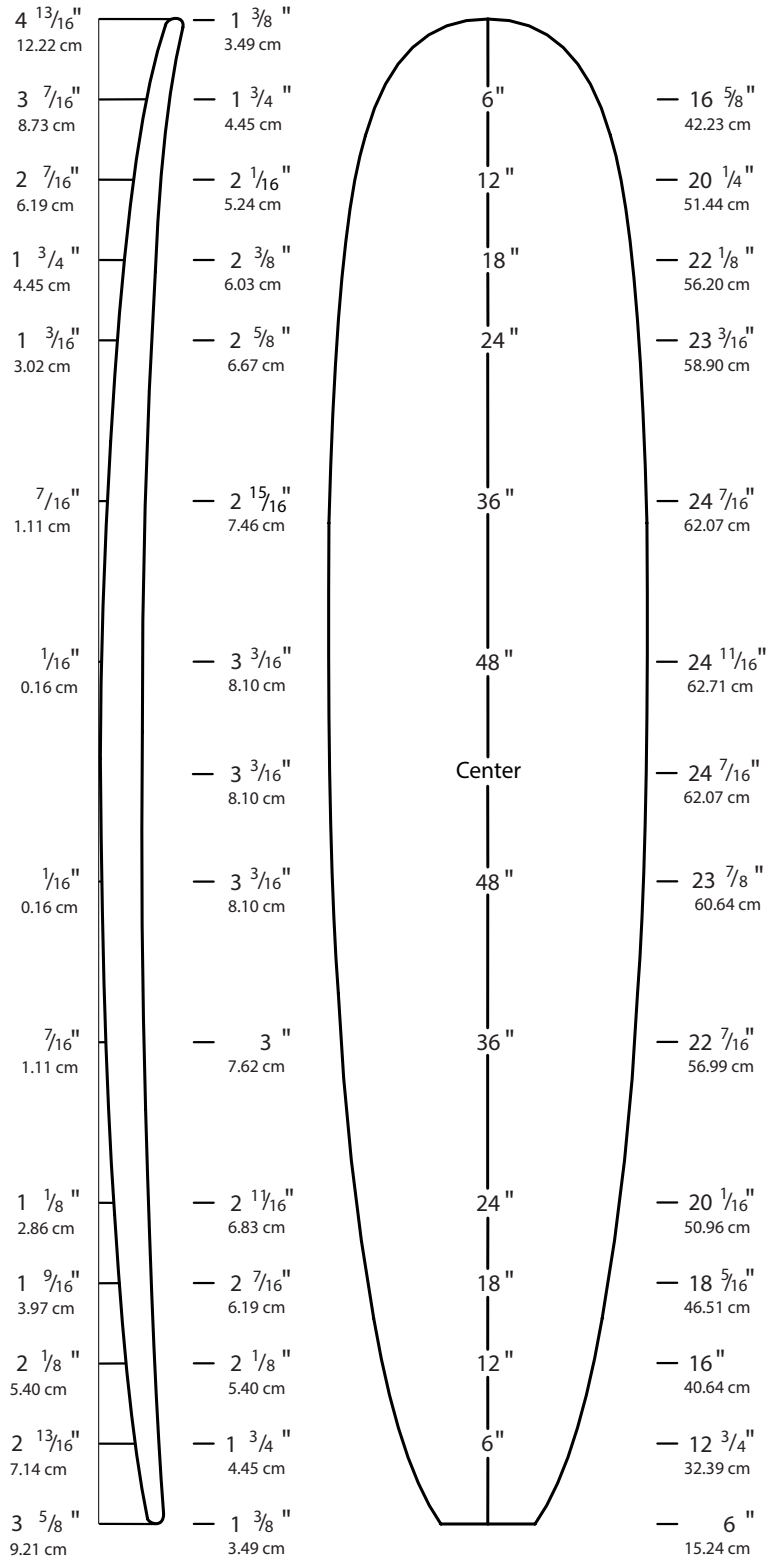 4 13/16" 1 3/8"
12.22 cm 3.49 cm
3 7/16" 1 3/4" 6" 16 5/8"
8.73 cm 4.45 cm 42.23 cm
2 7/16" 2 1/16" 12" 20 1/4"
6.19 cm 5.24 cm 51.44 cm
1 3/4" 2 3/8" 18" 22 1/8"
4.45 cm 6.03 cm 56.20 cm
1 3/16" 2 5/8" 24" 23 3/16"
3.02 cm 6.67 cm 58.90 cm
7/16" 2 15/16" 36" 24 7/16"
1.11 cm 7.46 cm 62.07 cm
1/16" 3 3/16" 48" 24 11/16"
0.16 cm 8.10 cm 62.71 cm
3 3/16" Center 24 7/16"
8.10 cm 62.07 cm
1/16" 3 3/16" 48" 23 7/8"
0.16 cm 8.10 cm 60.64 cm
7/16" 3" 36" 22 7/16"
1.11 cm 7.62 cm 56.99 cm
1 1/8" 2 11/16" 24" 20 1/16"
2.86 cm 6.83 cm 50.96 cm
1 9/16" 2 7/16" 18" 18 5/16"
3.97 cm 6.19 cm 46.51 cm
2 1/8" 2 1/8" 12" 16"
5.40 cm 5.40 cm 40.64 cm
2 13/16" 1 3/4" 6" 12 3/4"
7.14 cm 4.45 cm 32.39 cm
3 5/8" 1 3/8" 6"
9.21 cm 3.49 cm 15.24 cm